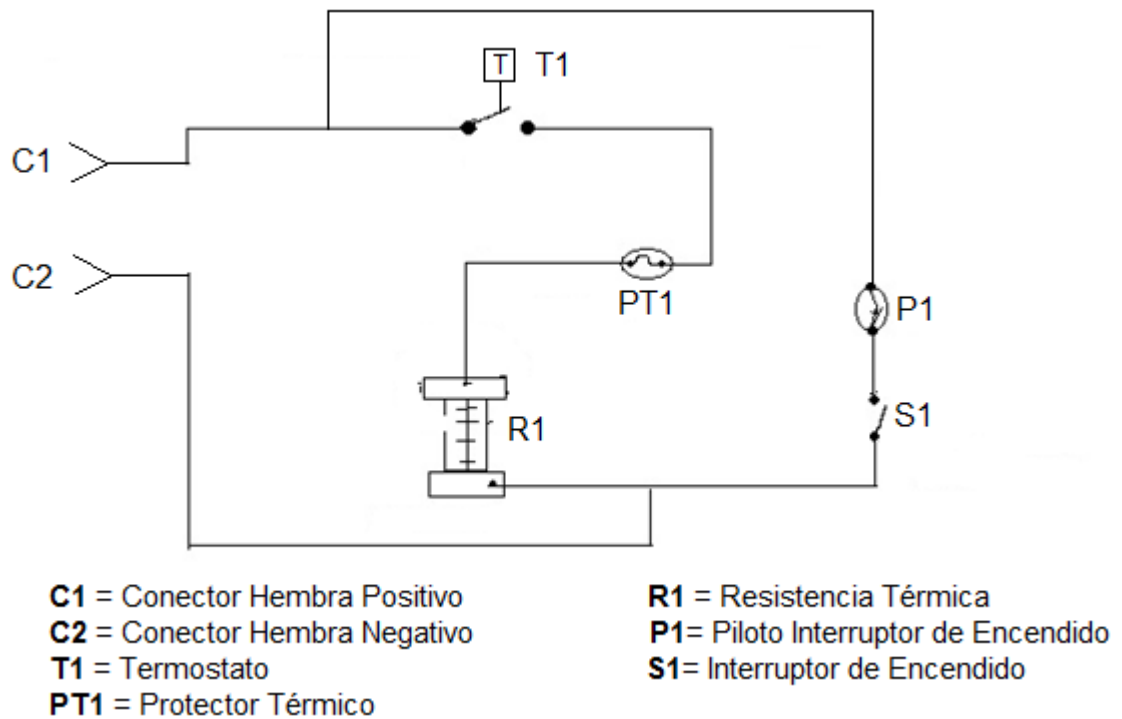 T T1
C1
C2
PT1
P1
S1
R1
C1 = Conector Hembra Positivo
C2 = Conector Hembra Negativo
T1 = Termostato
PT1 = Protector Térmico
R1 = Resistencia Térmica
P1= Piloto Interruptor de Encendido
S1= Interruptor de Encendido